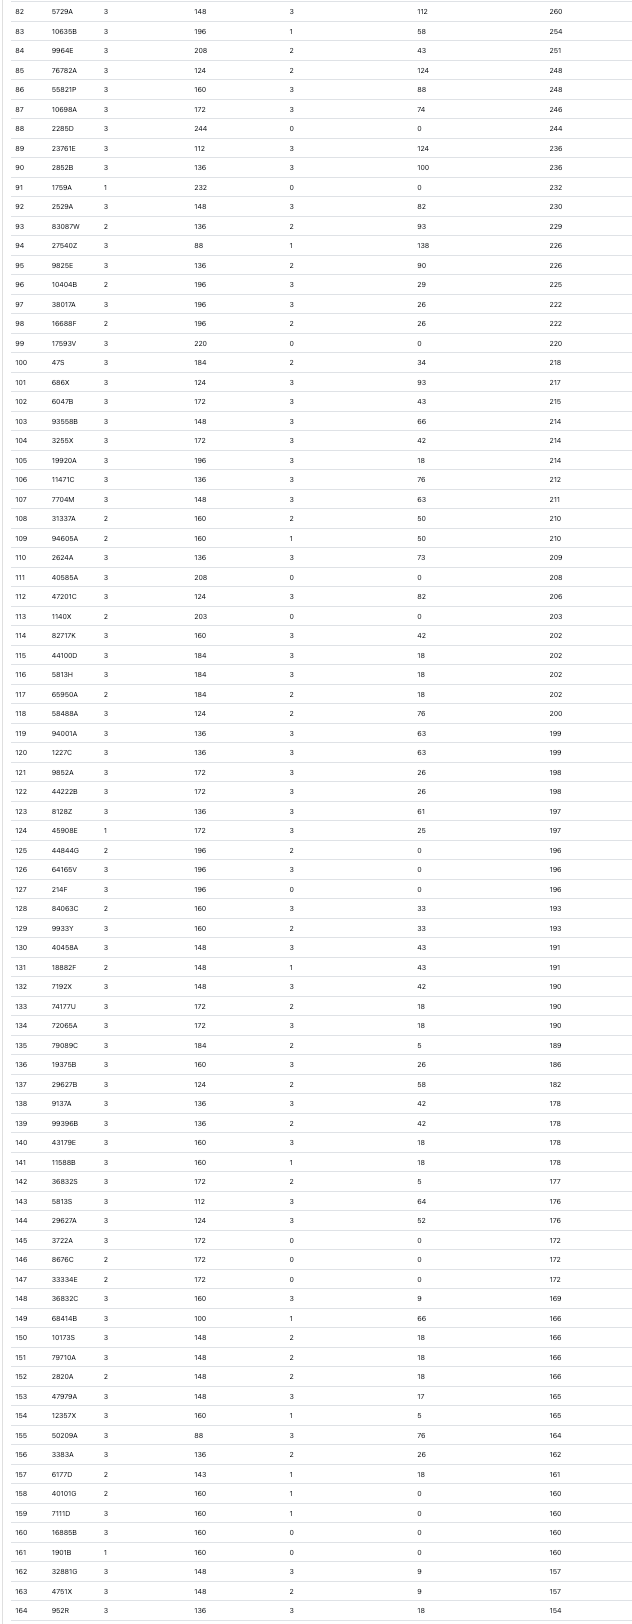 82 5729A 3 148 3 112 260
83 10635B 3 196 1 58 254
84 9964E 3 208 2 43 251
85 76782A 3 124 2 124 248
86 55821P 3 160 3 88 248
87 10698A 3 172 3 74 246
88 2285D 3 244 0 0 244
89 23761E 3 112 3 124 236
90 2852B 3 136 3 100 236
91 1759A 1 232 0 0 232
92 2529A 3 148 3 82 230
93 83087W 2 136 2 93 229
94 27540Z 3 88 1 138 226
95 9825E 3 136 2 90 226
96 10404B 2 196 3 29 225
97 38017A 3 196 3 26 222
98 16688F 2 196 2 26 222
99 17593V 3 220 0 0 220
100 47S 3 184 2 34 218
101 686X 3 124 3 93 217
102 6047B 3 172 3 43 215
103 93558B 3 148 3 66 214
104 3255X 3 172 3 42 214
105 19920A 3 196 3 18 214
106 11471C 3 136 3 76 212
107 7704M 3 148 3 63 211
108 31337A 2 160 2 50 210
109 94605A 2 160 1 50 210
110 2624A 3 136 3 73 209
111 40585A 3 208 0 0 208
112 47201C 3 124 3 82 206
113 1140X 2 203 0 0 203
114 82717K 3 160 3 42 202
115 44100D 3 184 3 18 202
116 5813H 3 184 3 18 202
117 65950A 2 184 2 18 202
118 58488A 3 124 2 76 200
119 94001A 3 136 3 63 199
120 1227C 3 136 3 63 199
121 9852A 3 172 3 26 198
122 44222B 3 172 3 26 198
123 8128Z 3 136 3 61 197
124 45908E 1 172 3 25 197
125 44844G 2 196 2 0 196
126 64165V 3 196 3 0 196
127 214F 3 196 0 0 196
128 84063C 2 160 3 33 193
129 9933Y 3 160 2 33 193
130 40458A 3 148 3 43 191
131 18882F 2 148 1 43 191
132 7192X 3 148 3 42 190
133 74177U 3 172 2 18 190
134 72065A 3 172 3 18 190
135 79089C 3 184 2 5 189
136 19375B 3 160 3 26 186
137 29627B 3 124 2 58 182
138 9137A 3 136 3 42 178
139 99396B 3 136 2 42 178
140 43179E 3 160 3 18 178
141 11588B 3 160 1 18 178
142 36832S 3 172 2 5 177
143 5813S 3 112 3 64 176
144 29627A 3 124 3 52 176
145 3722A 3 172 0 0 172
146 8676C 2 172 0 0 172
147 33334E 2 172 0 0 172
148 36832C 3 160 3 9 169
149 68414B 3 100 1 66 166
150 10173S 3 148 2 18 166
151 79710A 3 148 2 18 166
152 2820A 2 148 2 18 166
153 47979A 3 148 3 17 165
154 12357X 3 160 1 5 165
155 50209A 3 88 3 76 164
156 3383A 3 136 2 26 162
157 6177D 2 143 1 18 161
158 40101G 2 160 1 0 160
159 7111D 3 160 1 0 160
160 16885B 3 160 0 0 160
161 1901B 1 160 0 0 160
162 32881G 3 148 3 9 157
163 4751X 3 148 2 9 157
164 952R 3 136 3 18 154